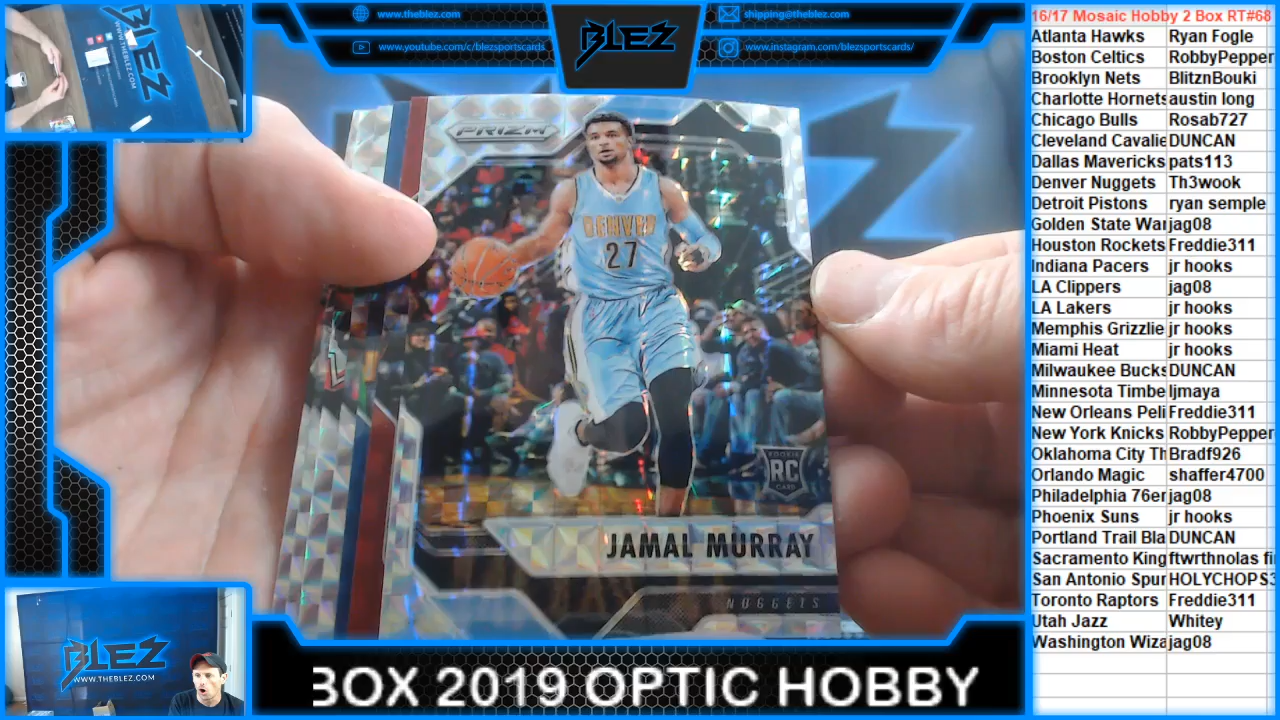 www.theblez.com
shipping@theblez.com
www.youtube.com/c/blezsportscards
www.instagram.com/blezsportscards/
BLEZ
BLEZ
WWW.THEBLEZ.COM
PRIZM
DENVER
27
ROOKIE
RC
CARD
JAMAL MURRAY
NUGGETS
BLEZ
WWW.THEBLEZ.COM
BOX 2019 OPTIC HOBBY
16/17 Mosaic Hobby 2 Box RT#68
Atlanta Hawks Ryan Fogle
Boston Celtics RobbyPepper
Brooklyn Nets BlitznBouki
Charlotte Hornets austin long
Chicago Bulls Rosab727
Cleveland Cavalie DUNCAN
Dallas Mavericks pats113
Denver Nuggets Th3wook
Detroit Pistons ryan semple
Golden State War jag08
Houston Rockets Freddie311
Indiana Pacers jr hooks
LA Clippers jag08
LA Lakers jr hooks
Memphis Grizzlie jr hooks
Miami Heat jr hooks
Milwaukee Bucks DUNCAN
Minnesota Timbe ljmaya
New Orleans Peli Freddie311
New York Knicks RobbyPepper
Oklahoma City Th Bradf926
Orlando Magic shaffer4700
Philadelphia 76er jag08
Phoenix Suns jr hooks
Portland Trail Bla DUNCAN
Sacramento King ftwrthnolas fi
San Antonio Spur HOLYCHOPS3
Toronto Raptors Freddie311
Utah Jazz Whitey
Washington Wiza jag08